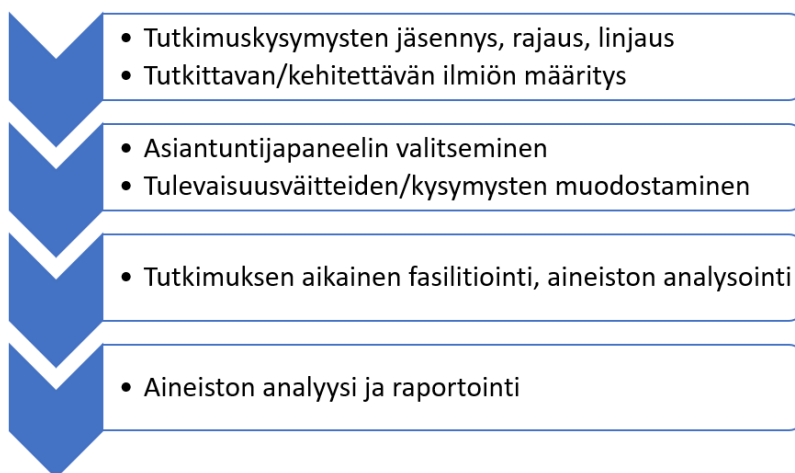 • Tutkimuskysymysten jäsennys, rajaus, linjaus
• Tutkittavan/kehitettävän ilmiön määritys
• Asiantuntijapaneelin valitseminen
• Tulevaisuusväitteiden/kysymysten muodostaminen
• Tutkimuksen aikainen fasilitiointi, aineiston analysointi
• Aineiston analyysi ja raportointi